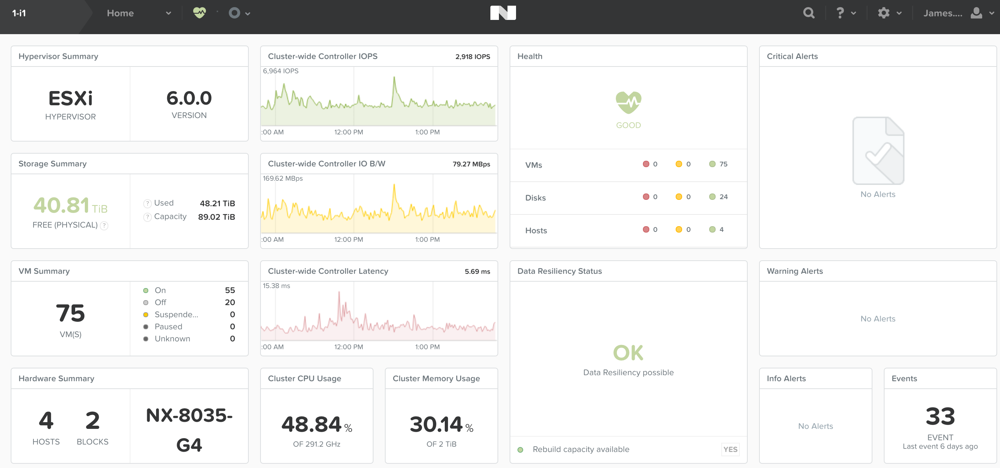 1-i1
Home
James....
Hypervisor Summary
ESXi
HYPERVISOR
6.0.0
VERSION
Storage Summary
40.81 TiB
FREE (PHYSICAL) ?
? Used 48.21 TiB
? Capacity 89.02 TiB
VM Summary
75
VM(S)
On 55
Off 20
Suspende... 0
Paused 0
Unknown 0
Hardware Summary
4
HOSTS
2
BLOCKS
NX-8035-
G4
Cluster-wide Controller IOPS 2,918 IOPS
6,964 IOPS
:00 AM 12:00 PM 1:00 PM
Cluster-wide Controller IO B/W 79.27 MBps
169.62 MBps
:00 AM 12:00 PM 1:00 PM
Cluster-wide Controller Latency 5.69 ms
15.38 ms
:00 AM 12:00 PM 1:00 PM
Cluster CPU Usage
48.84 %
OF 291.2 GHz
Cluster Memory Usage
30.14 %
OF 2 TiB
Health
GOOD
VMs 0 0 75
Disks 0 0 24
Hosts 0 0 4
Data Resiliency Status
OK
Data Resiliency possible
Rebuild capacity available YES
Critical Alerts
No Alerts
Warning Alerts
No Alerts
Info Alerts
No Alerts
Events
33
EVENT
Last event 6 days ago